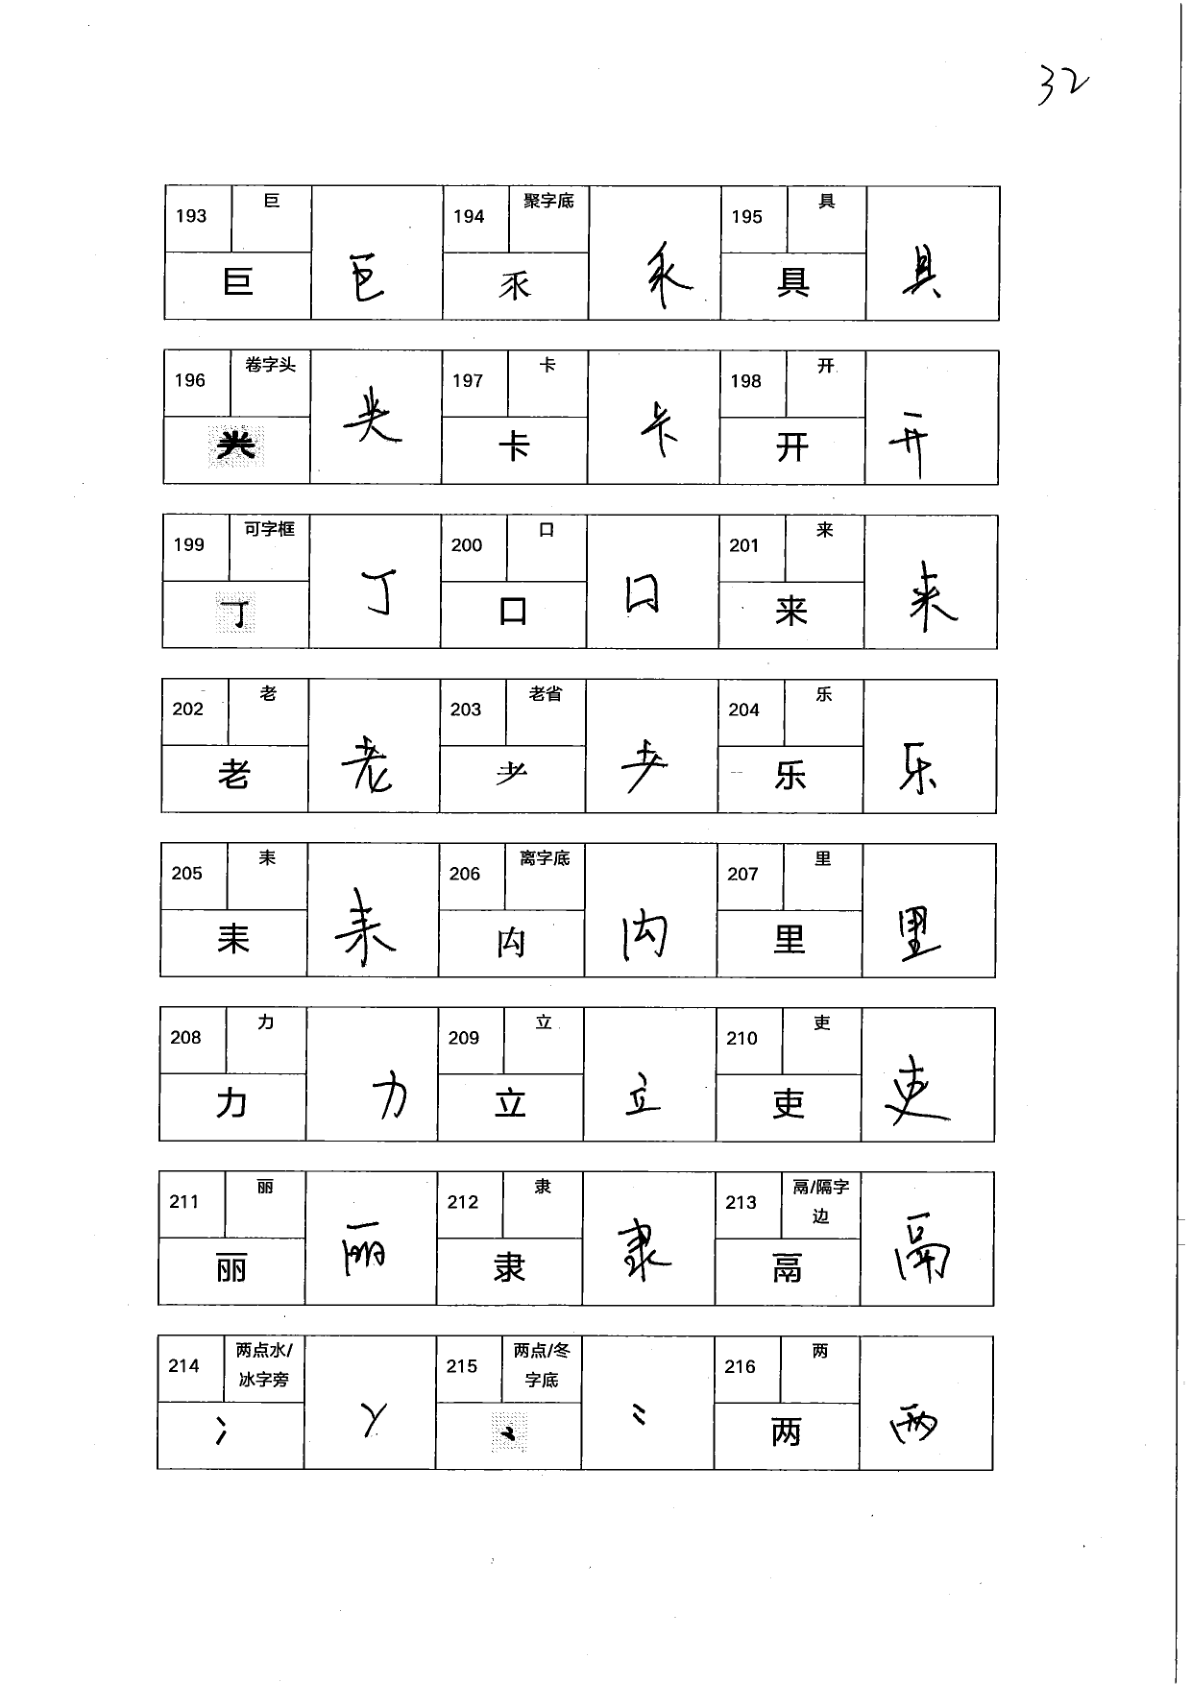 32
193 巨 巨 巨
194 聚字底 乑 乑
195 具 具 具
196 卷字头 龹 龹
197 卡 卡 卡
198 开 开 开
199 可字框 丁 丁
200 口 口 口
201 来 来 来
202 老 老 老
203 老省 耂
204 乐 乐 乐
205 耒 耒 耒
206 离字底 禸 禸
207 里 里 里
208 力 力 力
209 立 立 立
210 吏 吏 吏
211 丽 丽 丽
212 隶 隶 隶
213 鬲/隔字边 鬲 鬲
214 两点水/冰字旁 冫 冫
215 两点/冬字底 ⺀ ⺀
216 两 两 两